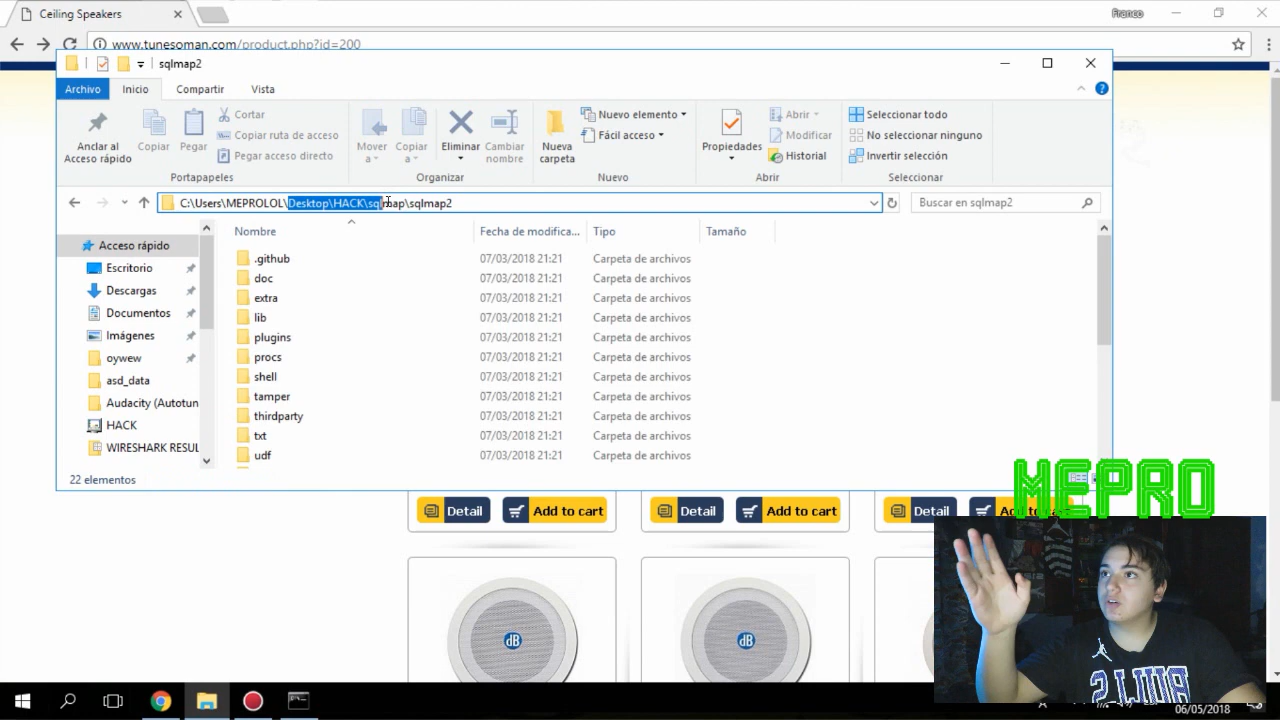 Ceiling Speakers
Franco
www.tunesoman.com/product.php?id=200
sqlmap2
Archivo Inicio Compartir Vista
Anclar al Acceso rápido
Copiar
Pegar
Cortar
Copiar ruta de acceso
Pegar acceso directo
Mover a
Copiar a
Eliminar
Cambiar nombre
Nueva carpeta
Nuevo elemento
Fácil acceso
Propiedades
Abrir
Modificar
Historial
Seleccionar todo
No seleccionar ninguno
Invertir selección
Portapapeles Organizar Nuevo Abrir Seleccionar
C:\Users\MEPROLOL\Desktop\HACK\sqlmap\sqlmap2
Buscar en sqlmap2
Nombre Fecha de modifica... Tipo Tamaño
Acceso rápido
Escritorio
Descargas
Documentos
Imágenes
oywew
asd_data
Audacity (Autotun
HACK
WIRESHARK RESUL
.github 07/03/2018 21:21 Carpeta de archivos
doc 07/03/2018 21:21 Carpeta de archivos
extra 07/03/2018 21:21 Carpeta de archivos
lib 07/03/2018 21:21 Carpeta de archivos
plugins 07/03/2018 21:21 Carpeta de archivos
procs 07/03/2018 21:21 Carpeta de archivos
shell 07/03/2018 21:21 Carpeta de archivos
tamper 07/03/2018 21:21 Carpeta de archivos
thirdparty 07/03/2018 21:21 Carpeta de archivos
txt 07/03/2018 21:21 Carpeta de archivos
udf 07/03/2018 21:21 Carpeta de archivos
22 elementos
MEPRO
Detail Add to cart
Detail Add to cart
Detail
dB
dB
06/05/2018